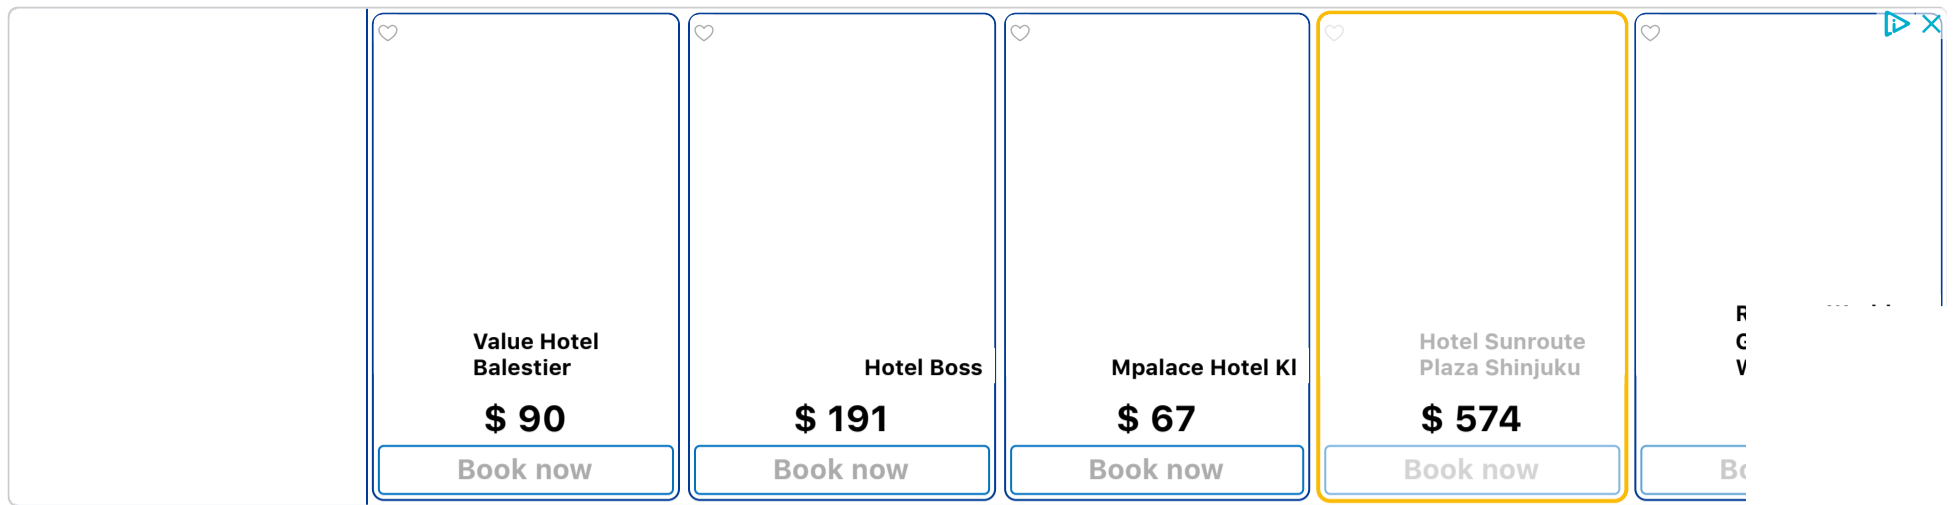 Value Hotel
Balestier
$ 90
Book now
Hotel Boss
$ 191
Book now
Mpalace Hotel Kl
$ 67
Book now
Hotel Sunroute
Plaza Shinjuku
$ 574
Book now